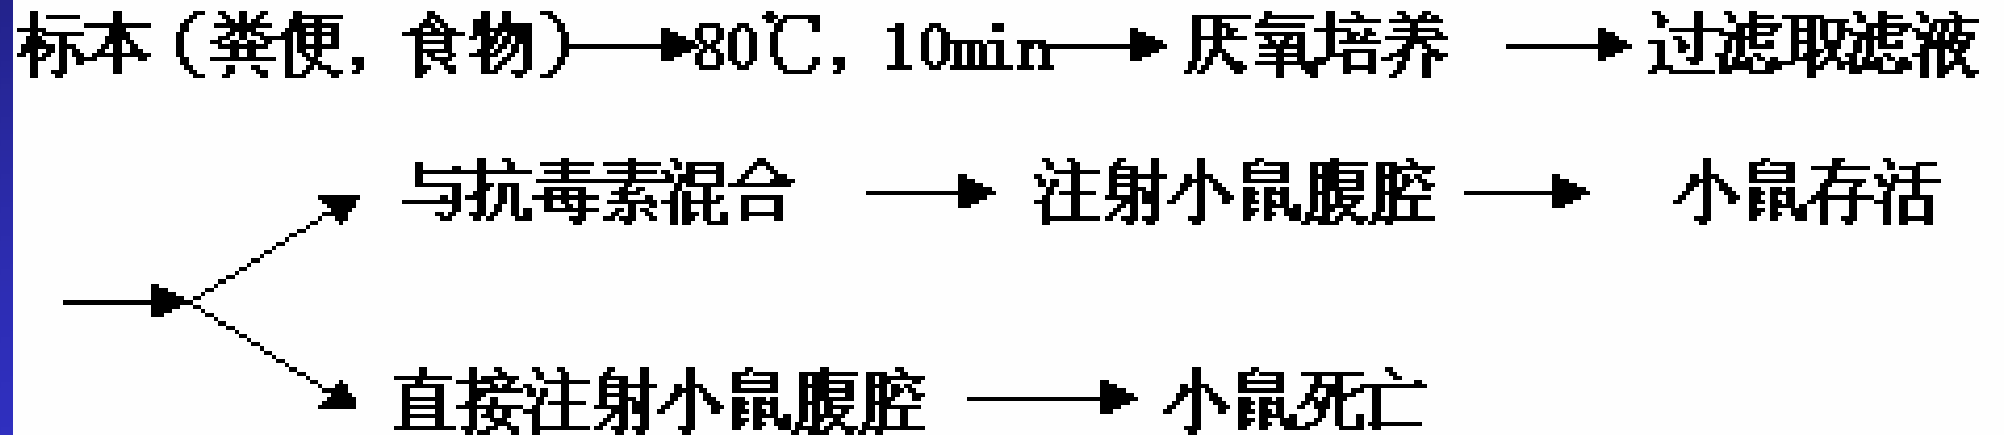 标本（粪便，食物）→80℃，10min→厌氧培养 →过滤取滤液
与抗毒素混合 → 注射小鼠腹腔 → 小鼠存活
直接注射小鼠腹腔 → 小鼠死亡